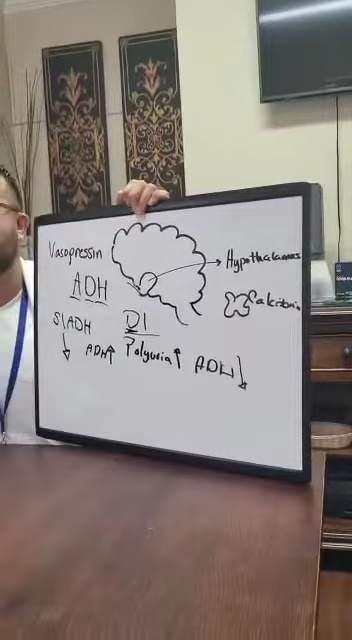 Vasopressin
ADH
Hypothalamus
Calcitonin
SIADH
DI
ADH↑
Polyuria↑
ADH↓